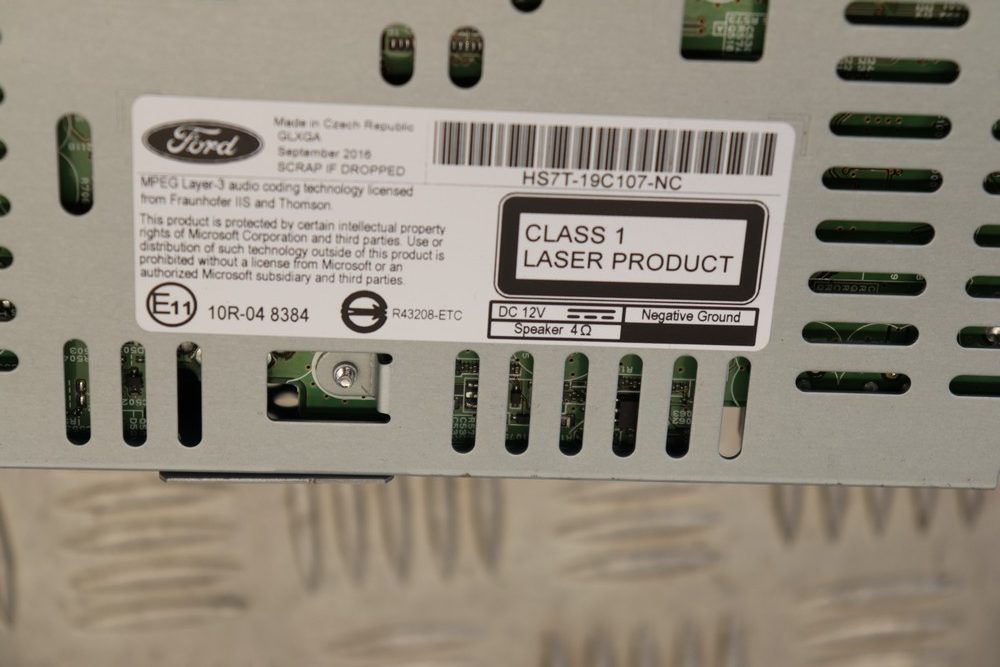 Ford
Made in Czech Republic
GLXGA
September 2016
SCRAP IF DROPPED
MPEG Layer-3 audio coding technology licensed
from Fraunhofer IIS and Thomson.
This product is protected by certain intellectual property
rights of Microsoft Corporation and third parties. Use or
distribution of such technology outside of this product is
prohibited without a license from Microsoft or an
authorized Microsoft subsidiary and third parties
E11
10R-04 8384
R43208-ETC
HS7T-19C107-NC
CLASS 1
LASER PRODUCT
DC 12V
Negative Ground
Speaker 4Ω